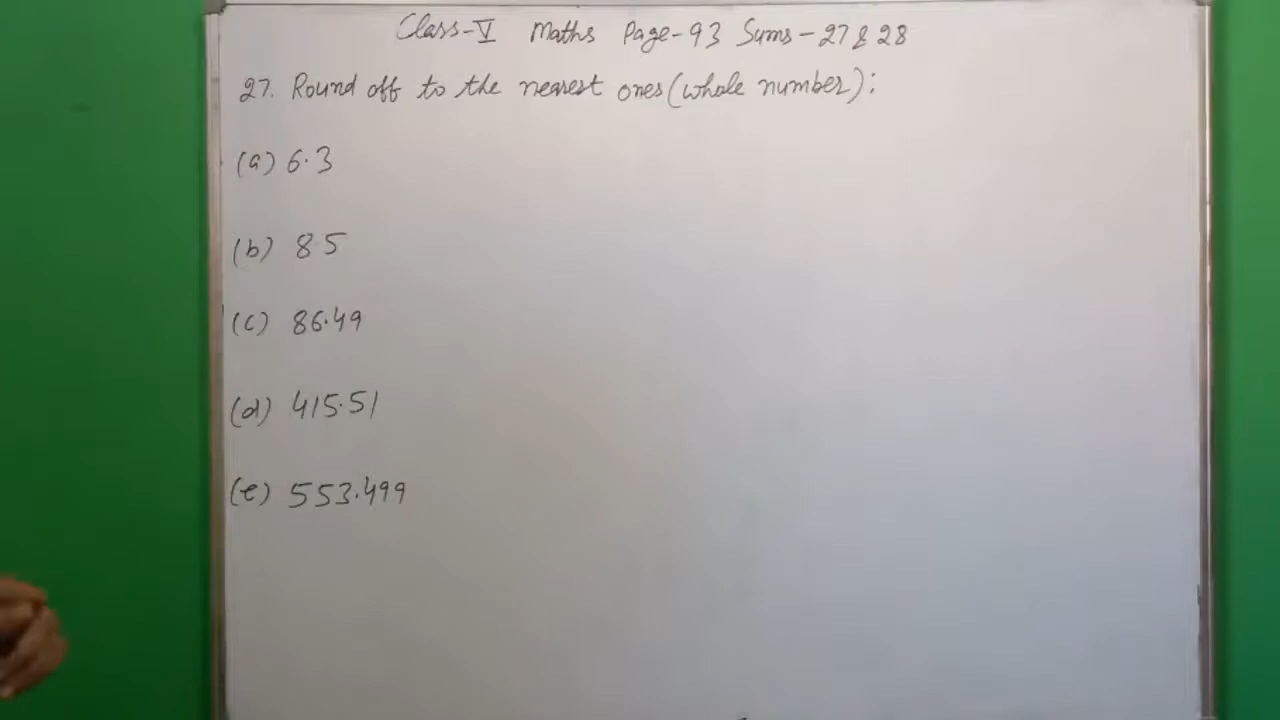 Class-V Maths Page-93 Sums-27 & 28
27. Round off to the nearest ones (whole number):
(a) 6.3
(b) 8.5
(c) 86.49
(d) 415.51
(e) 553.499